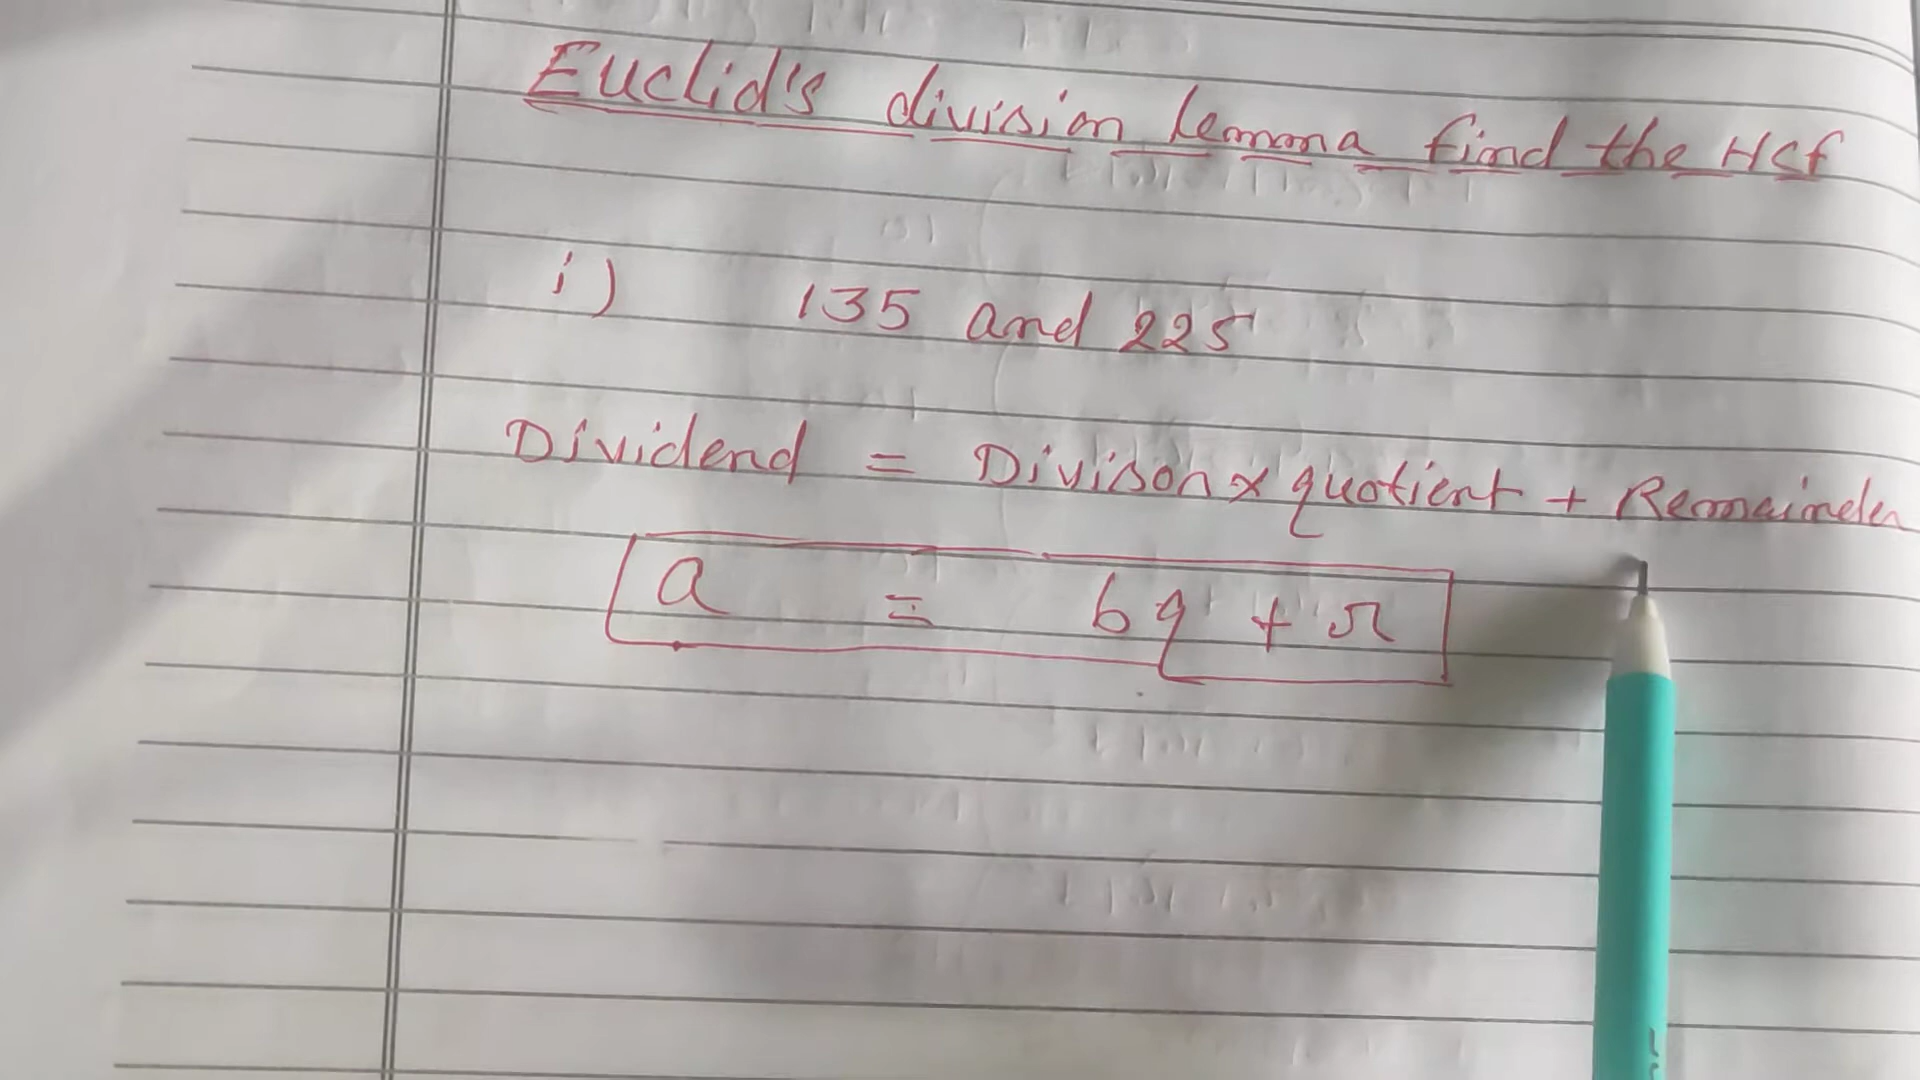 Euclid's division lemma find the Hcf
i) 135 and 225
Dividend = Divison × quotient + Remainder
a = bq + r